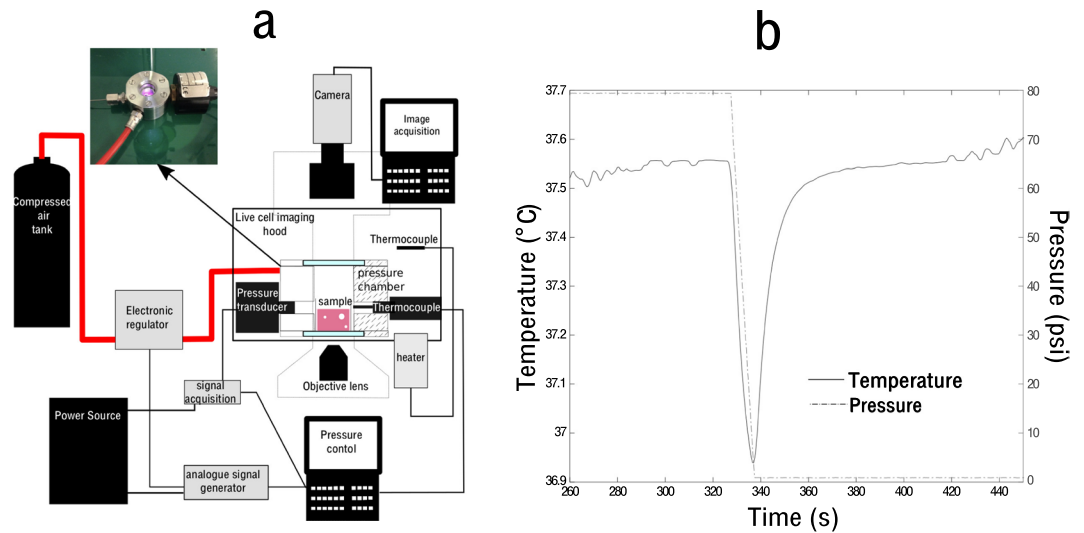 a
Camera
Image
acquisition
Compressed
air
tank
Live cell imaging
hood
Thermocouple
pressure
chamber
Pressure
transducer
sample
Thermocouple
Electronic
regulator
heater
Objective lens
signal
acquisition
Power Source
Pressure
contol
analogue signal
generator
b
37.7
37.6
37.5
37.4
37.3
37.2
37.1
37
36.9
Temperature (°C)
80
70
60
50
40
30
20
10
0
Pressure (psi)
Temperature
Pressure
260 280 300 320 340 360 380 400 420 440
Time (s)